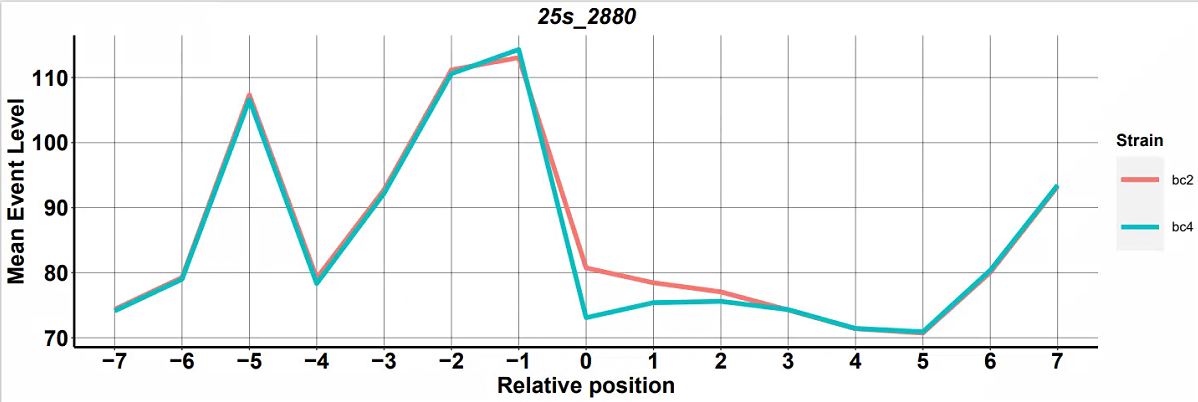 25s_2880
Mean Event Level
110
100
90
80
70
−7 −6 −5 −4 −3 −2 −1 0 1 2 3 4 5 6 7
Relative position
Strain
bc2
bc4